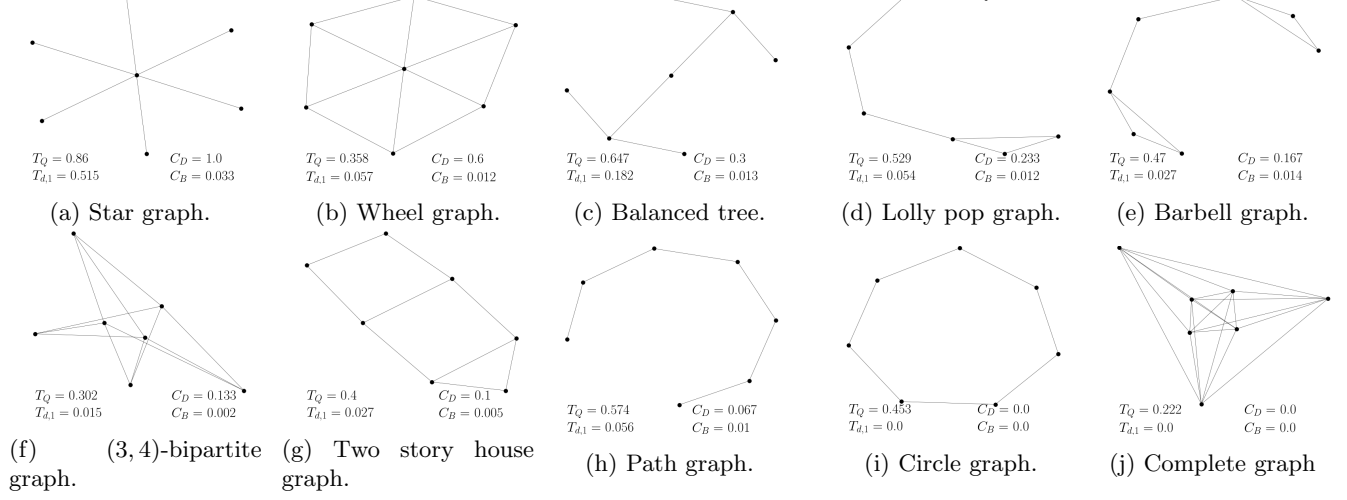 T_Q = 0.86 C_D = 1.0
T_{d,1} = 0.515 C_B = 0.033
(a) Star graph.
T_Q = 0.358 C_D = 0.6
T_{d,1} = 0.057 C_B = 0.012
(b) Wheel graph.
T_Q = 0.647 C_D = 0.3
T_{d,1} = 0.182 C_B = 0.013
(c) Balanced tree.
T_Q = 0.529 C_D = 0.233
T_{d,1} = 0.054 C_B = 0.012
(d) Lolly pop graph.
T_Q = 0.47 C_D = 0.167
T_{d,1} = 0.027 C_B = 0.014
(e) Barbell graph.
T_Q = 0.302 C_D = 0.133
T_{d,1} = 0.015 C_B = 0.002
(f) (3, 4)-bipartite
graph.
T_Q = 0.4 C_D = 0.1
T_{d,1} = 0.027 C_B = 0.005
(g) Two story house
graph.
T_Q = 0.574 C_D = 0.067
T_{d,1} = 0.056 C_B = 0.01
(h) Path graph.
T_Q = 0.453 C_D = 0.0
T_{d,1} = 0.0 C_B = 0.0
(i) Circle graph.
T_Q = 0.222 C_D = 0.0
T_{d,1} = 0.0 C_B = 0.0
(j) Complete graph